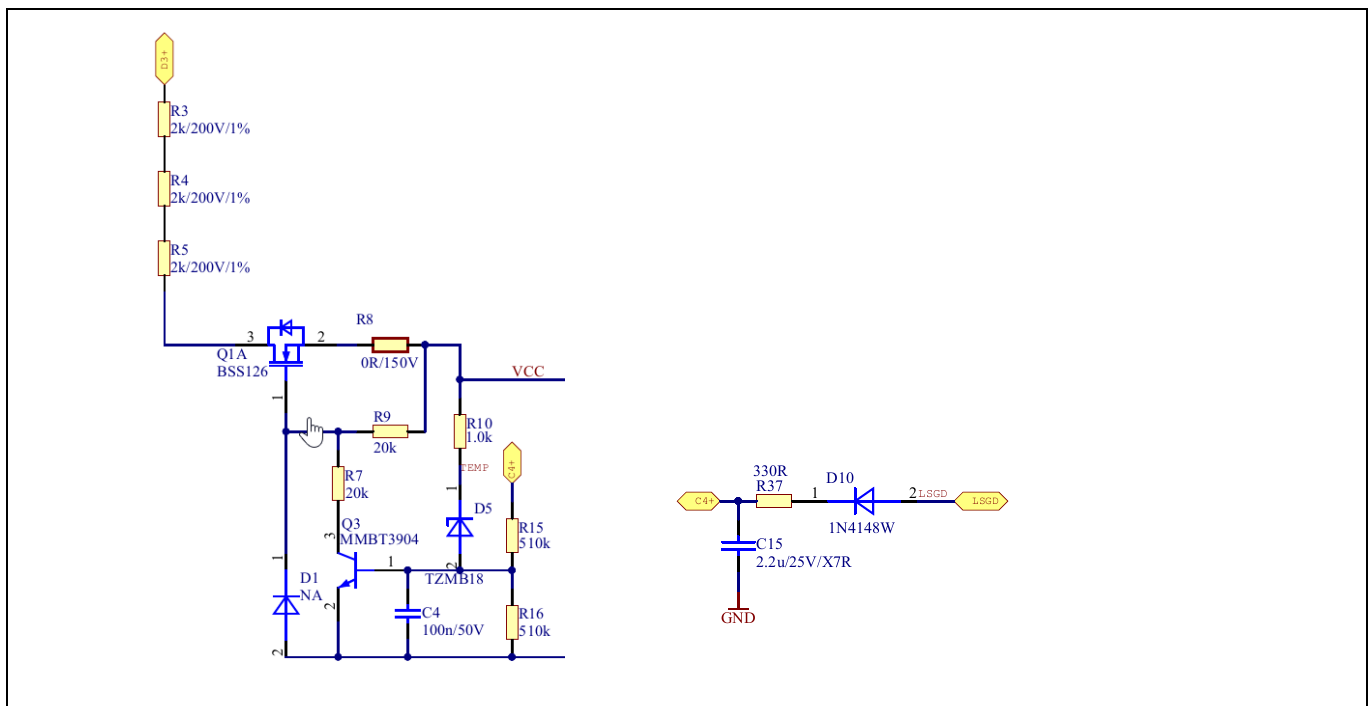 D3+
R3
2k/200V/1%
R4
2k/200V/1%
R5
2k/200V/1%
R8
3
2
Q1A
BSS126
0R/150V
VCC
1
R9
20k
R10
1.0k
TEMP
C4+
R7
20k
1
D5
Q3
MMBT3904
3
1
2
TZMB18
R15
510k
1
D1
NA
2
C4
100n/50V
R16
510k
2
330R
R37
D10
C4+
1
2
LSGD
LSGD
1N4148W
C15
2.2u/25V/X7R
GND